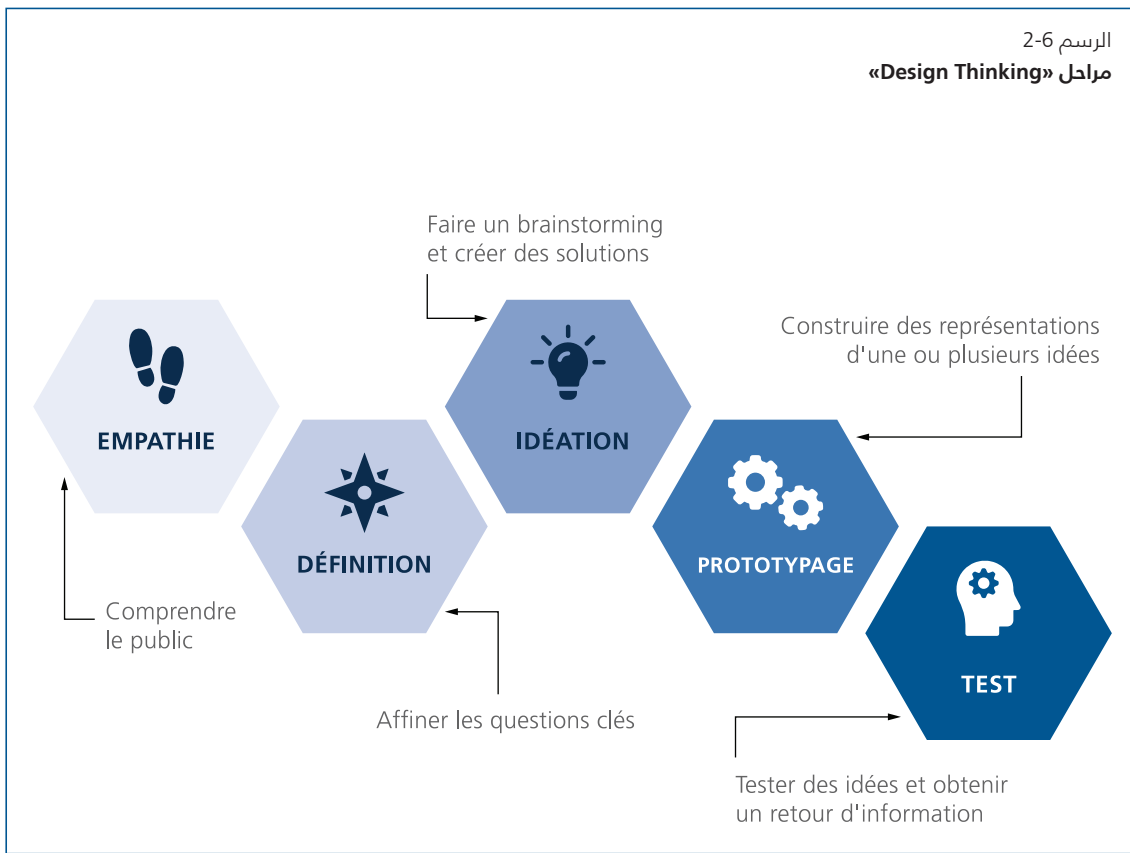 الرسم 6-2
مراحل «Design Thinking»
Faire un brainstorming
et créer des solutions
Construire des représentations
d'une ou plusieurs idées
EMPATHIE
IDÉATION
DÉFINITION
PROTOTYPAGE
Comprendre
le public
TEST
Affiner les questions clés
Tester des idées et obtenir
un retour d'information